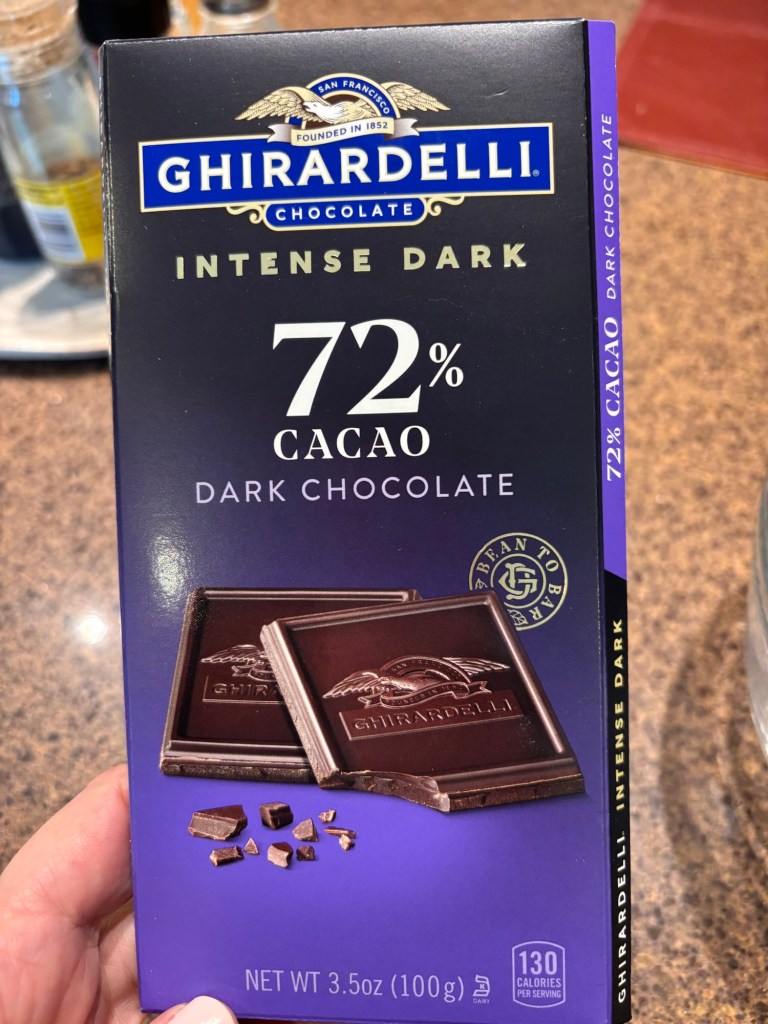 SAN FRANCISCO
FOUNDED IN 1852
GHIRARDELLI®
CHOCOLATE
INTENSE DARK
72%
CACAO
DARK CHOCOLATE
BEAN TO BAR
GHIRARDELLI
NET WT 3.5oz (100g) D DAIRY
130
CALORIES
PER SERVING
GHIRARDELLI. INTENSE DARK 72% CACAO DARK CHOCOLATE